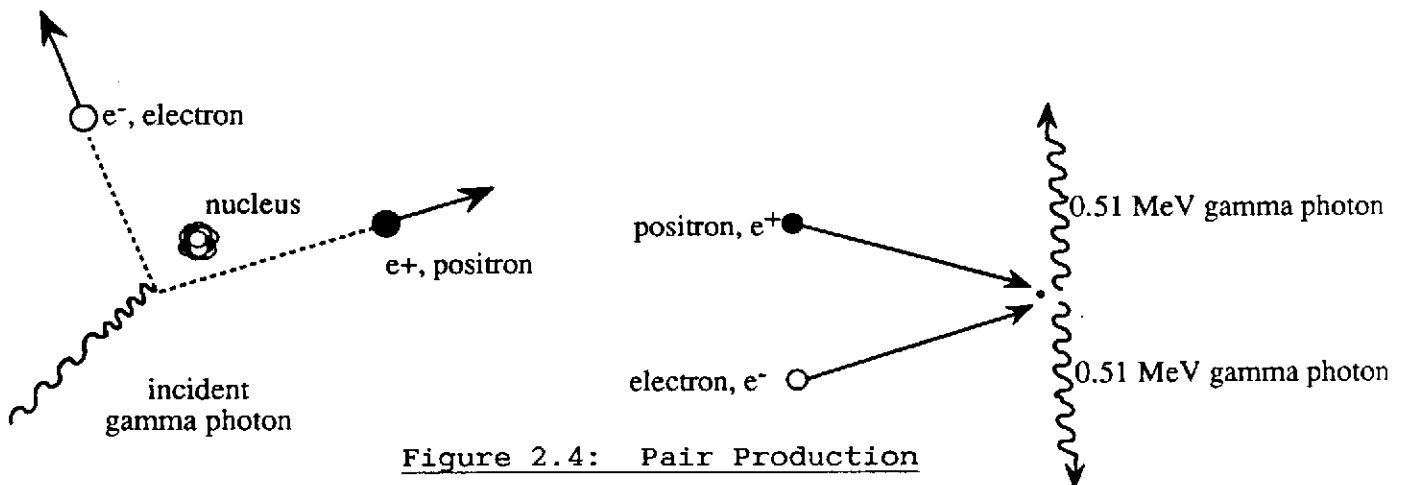 e⁻, electron
nucleus
e+, positron
incident
gamma photon
positron, e⁺
electron, e⁻
0.51 MeV gamma photon
0.51 MeV gamma photon
Figure 2.4: Pair Production